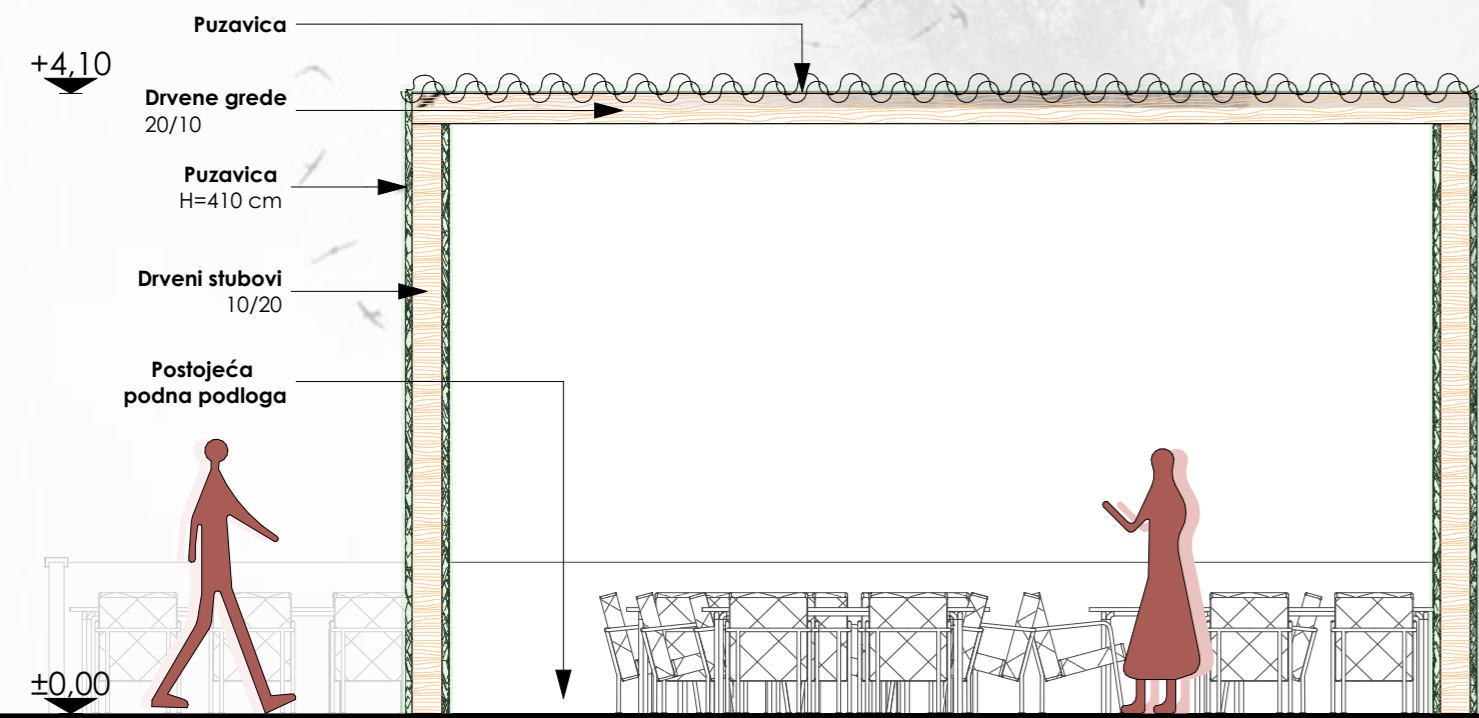 Puzavica
+4,10
Drvene grede
20/10
Puzavica
H=410 cm
Drveni stubovi
10/20
Postojeća
podna podloga
±0,00